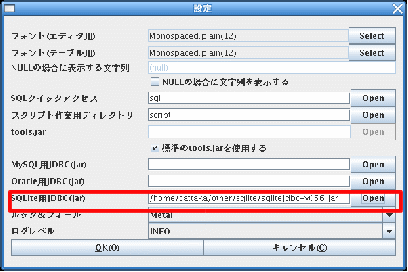 設定
フォント(エディタ用) Monospaced.plain(12) Select
フォント(テーブル用) Monospaced.plain(12) Select
NULLの場合に表示する文字列 (null)
NULLの場合に文字列を表示する
SQLクイックアクセス sql Open
スクリプト作業用ディレクトリ script Open
tools.jar Open
標準のtools.jarを使用する
MySQL用JDBC(jar) Open
Oracle用JDBC(jar) Open
SQLite用JDBC(jar) /home/cattaka/other/sqlite/sqlitejdbc-v056.jar Open
ルック&フィール Metal
ログレベル INFO
OK(O) キャンセル(C)